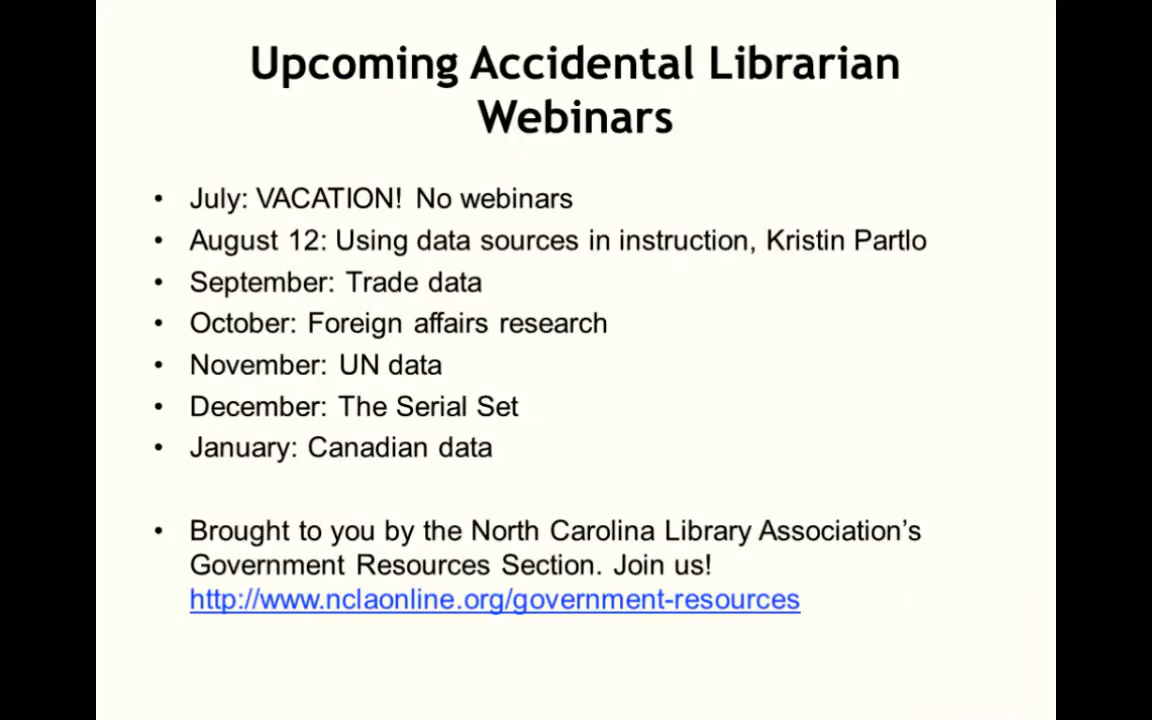 Upcoming Accidental Librarian
Webinars
• July: VACATION! No webinars
• August 12: Using data sources in instruction, Kristin Partlo
• September: Trade data
• October: Foreign affairs research
• November: UN data
• December: The Serial Set
• January: Canadian data
• Brought to you by the North Carolina Library Association’s
Government Resources Section. Join us!
http://www.nclaonline.org/government-resources